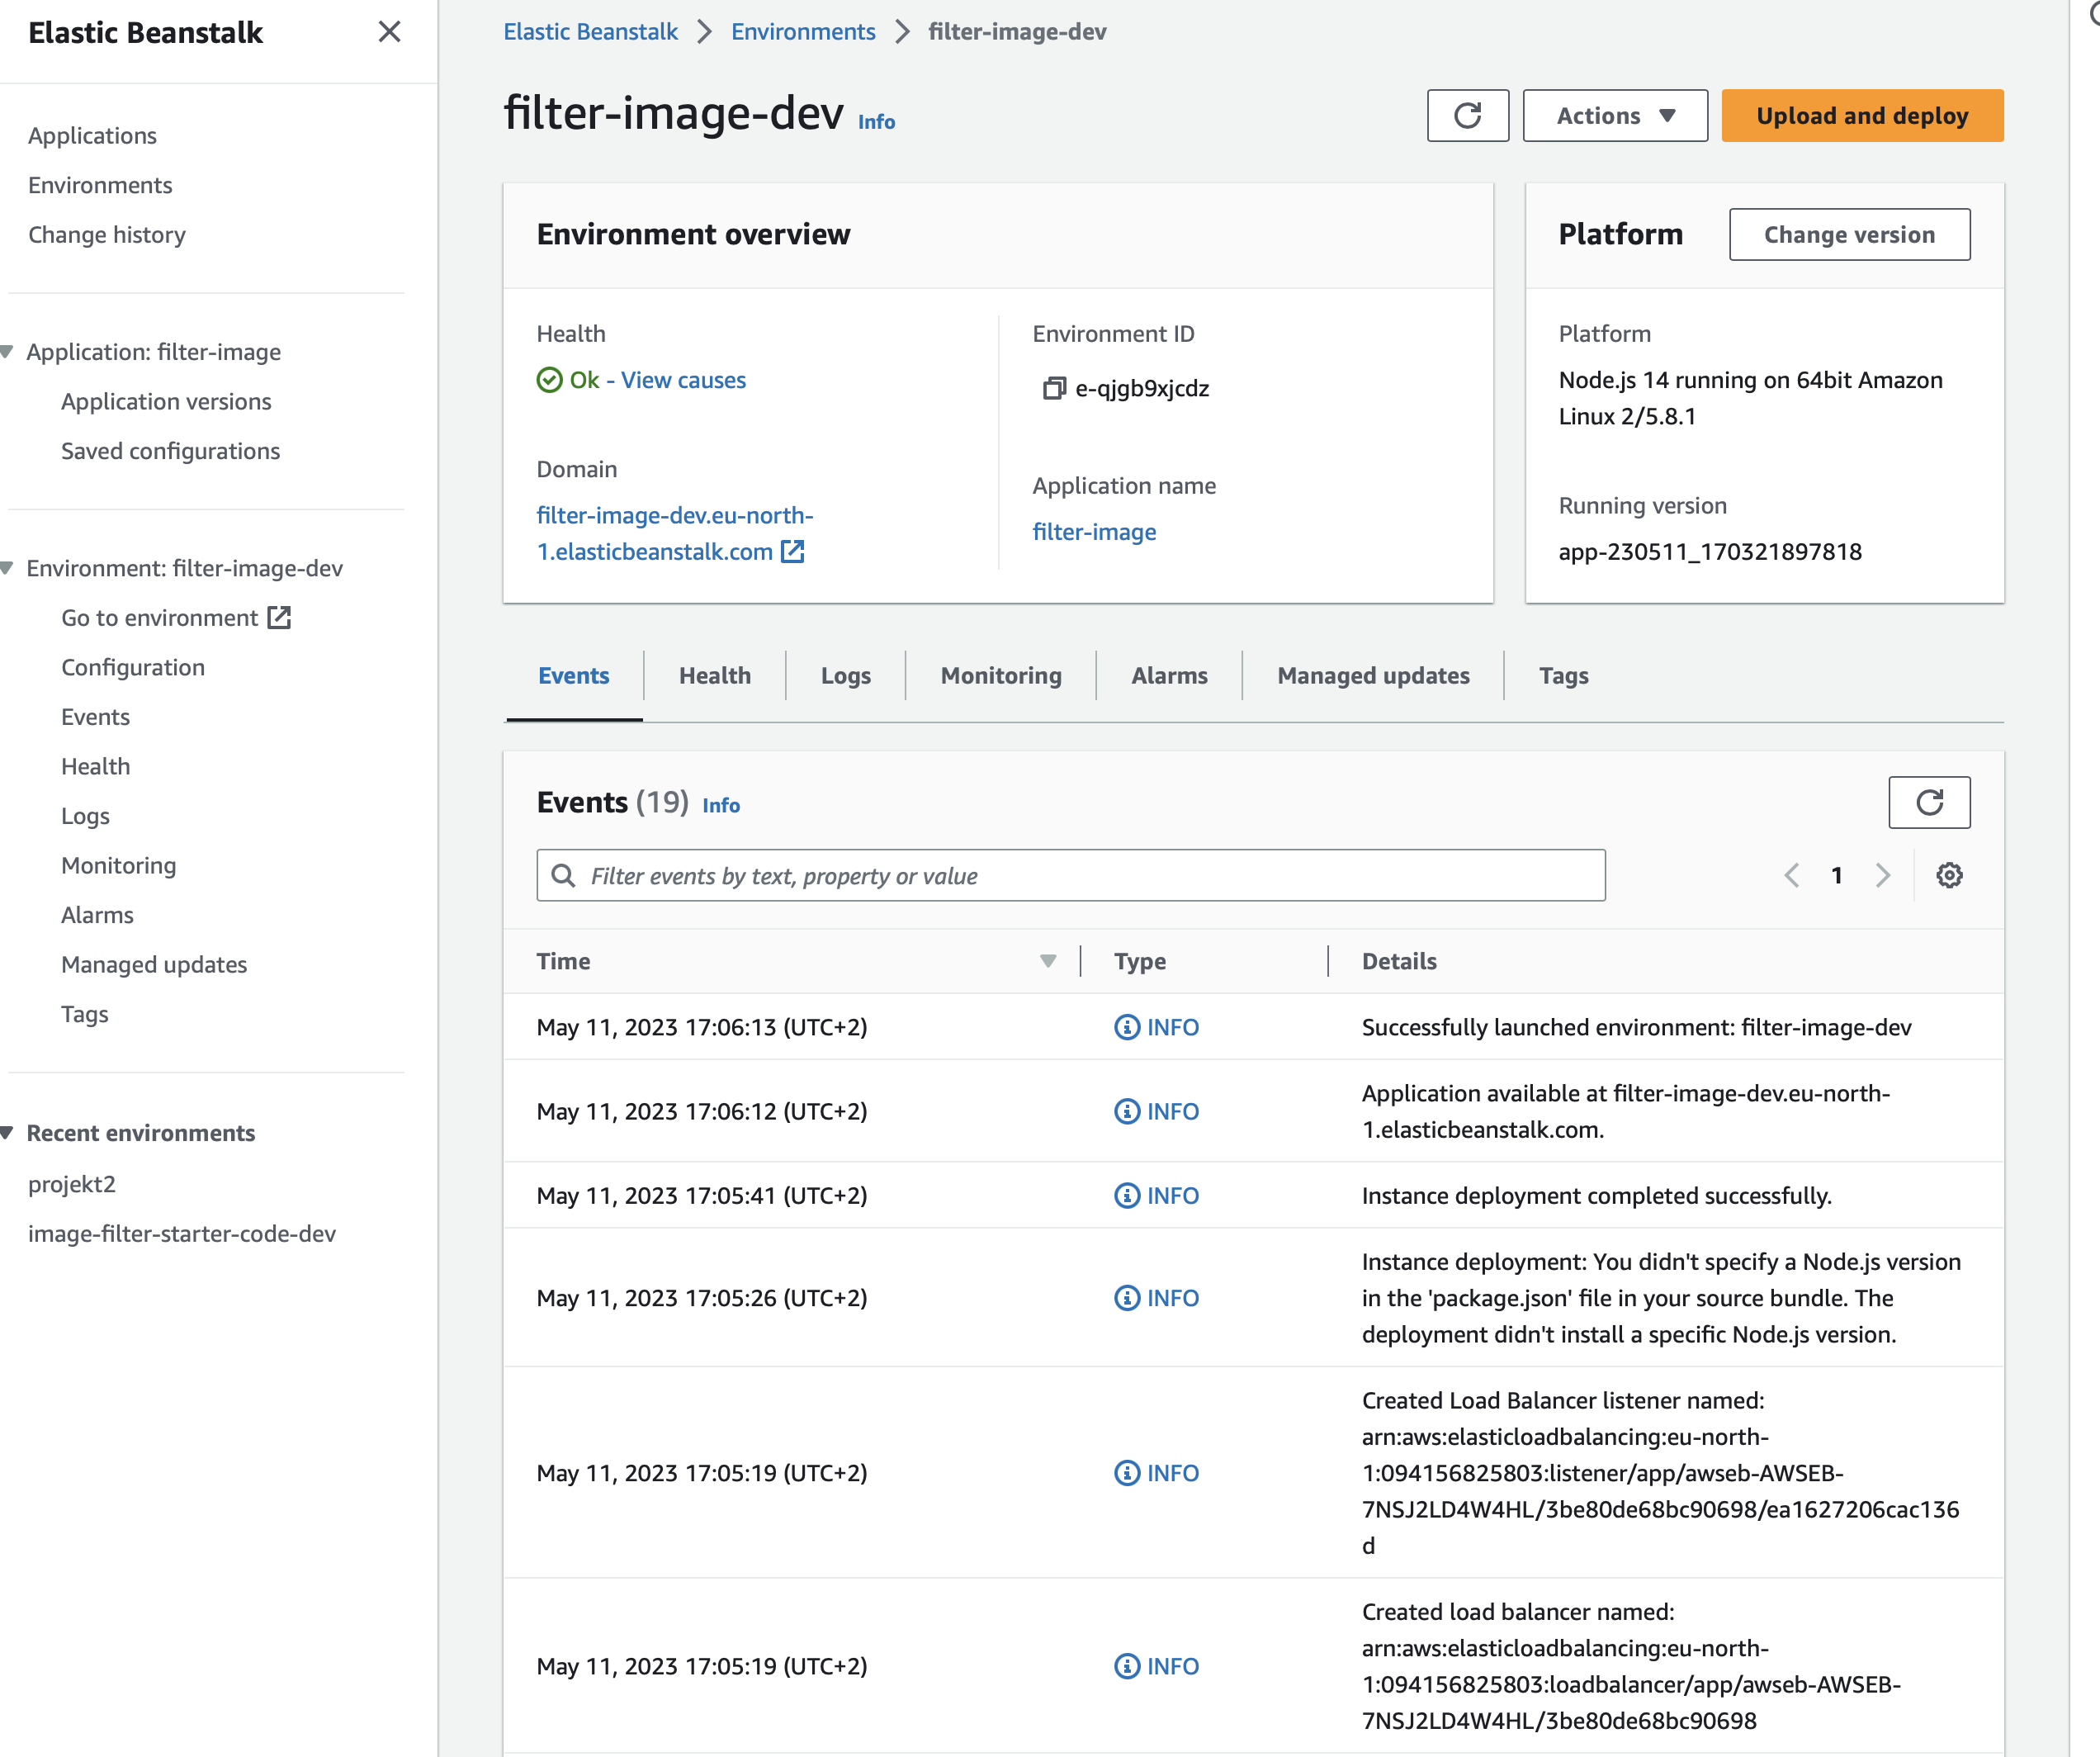 Elastic Beanstalk
Applications
Environments
Change history
Application: filter-image
Application versions
Saved configurations
Environment: filter-image-dev
Go to environment
Configuration
Events
Health
Logs
Monitoring
Alarms
Managed updates
Tags
Recent environments
projekt2
image-filter-starter-code-dev
Elastic Beanstalk > Environments > filter-image-dev
filter-image-dev Info
Actions
Upload and deploy
Environment overview
Health
Ok - View causes
Domain
filter-image-dev.eu-north-
1.elasticbeanstalk.com
Environment ID
e-qjgb9xjcdz
Application name
filter-image
Platform
Change version
Platform
Node.js 14 running on 64bit Amazon
Linux 2/5.8.1
Running version
app-230511_170321897818
Events Health Logs Monitoring Alarms Managed updates Tags
Events (19) Info
Filter events by text, property or value
1
Time Type Details
May 11, 2023 17:06:13 (UTC+2) INFO Successfully launched environment: filter-image-dev
May 11, 2023 17:06:12 (UTC+2) INFO Application available at filter-image-dev.eu-north-
1.elasticbeanstalk.com.
May 11, 2023 17:05:41 (UTC+2) INFO Instance deployment completed successfully.
May 11, 2023 17:05:26 (UTC+2) INFO Instance deployment: You didn't specify a Node.js version
in the 'package.json' file in your source bundle. The
deployment didn't install a specific Node.js version.
May 11, 2023 17:05:19 (UTC+2) INFO Created Load Balancer listener named:
arn:aws:elasticloadbalancing:eu-north-
1:094156825803:listener/app/awseb-AWSEB-
7NSJ2LD4W4HL/3be80de68bc90698/ea1627206cac136
d
May 11, 2023 17:05:19 (UTC+2) INFO Created load balancer named:
arn:aws:elasticloadbalancing:eu-north-
1:094156825803:loadbalancer/app/awseb-AWSEB-
7NSJ2LD4W4HL/3be80de68bc90698